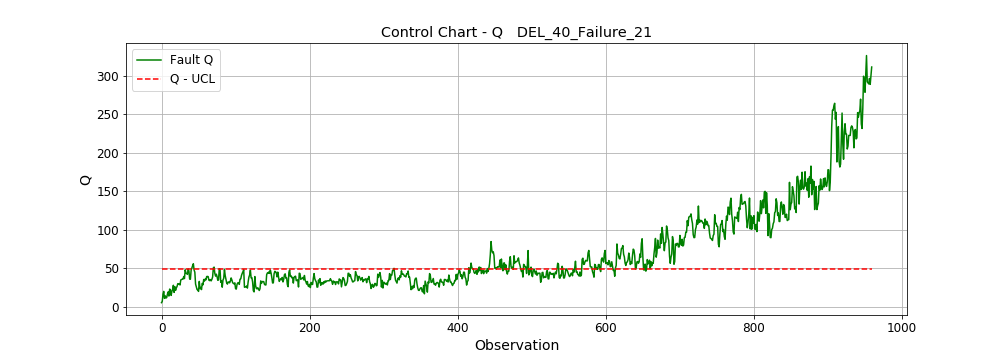 Control Chart - Q   DEL_40_Failure_21
Fault Q
Q - UCL
300
250
200
150
100
50
0
Q
0 200 400 600 800 1000
Observation